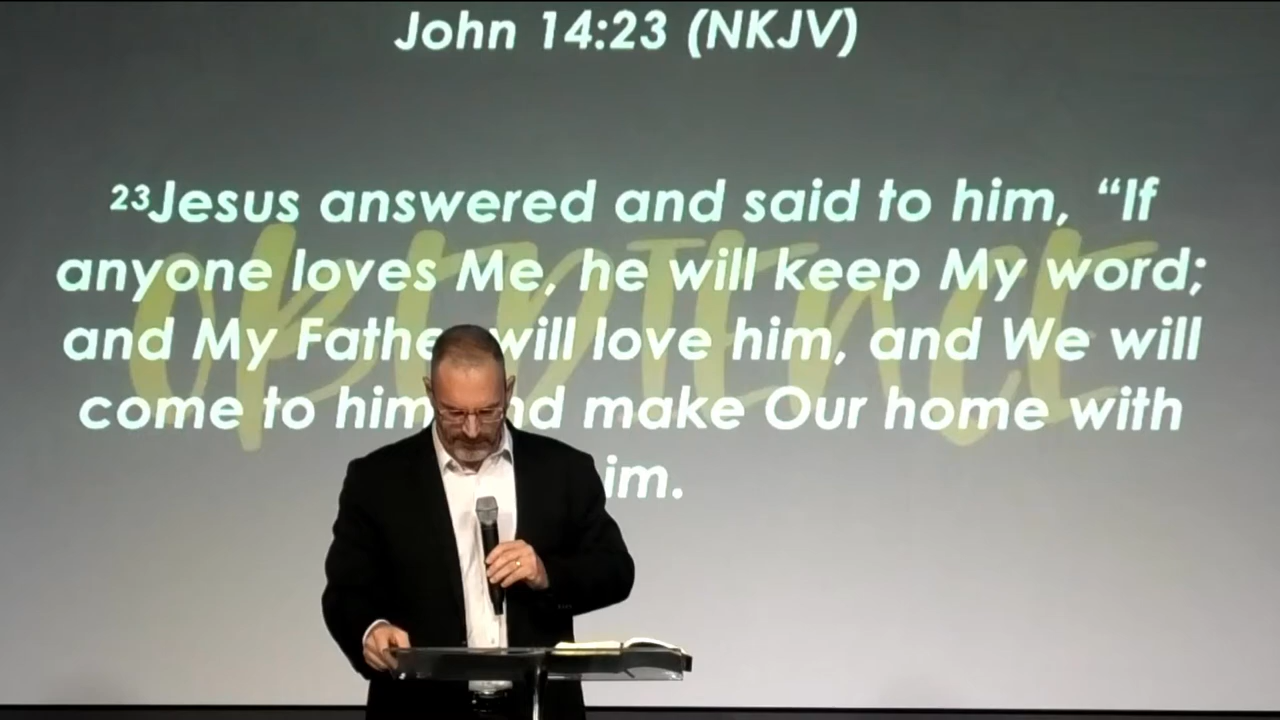 John 14:23 (NKJV)
23Jesus answered and said to him, “If
anyone loves Me, he will keep My word;
OBEDIENCE
and My Fathe will love him, and We will
come to him nd make Our home with
im.